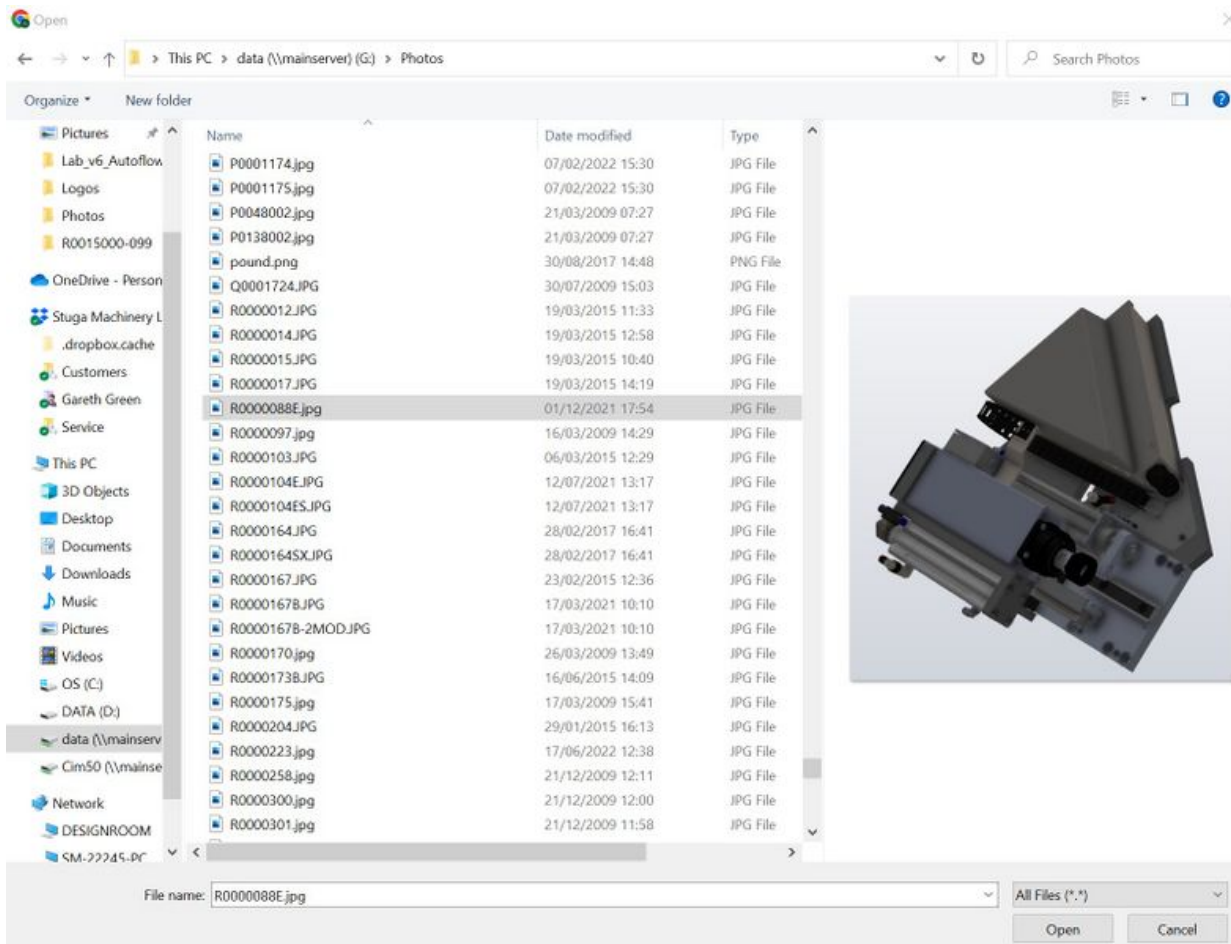 Open
This PC > data (\\mainserver) (G:) > Photos
Search Photos
Organize
New folder
Pictures
Lab_v6_Autoflow
Logos
Photos
R0015000-099
OneDrive - Person
Stuga Machinery L
.dropbox.cache
Customers
Gareth Green
Service
This PC
3D Objects
Desktop
Documents
Downloads
Music
Pictures
Videos
OS (C:)
DATA (D:)
data (\\mainserv
Cim50 (\\mainse
Network
DESIGNROOM
SM-22245-PC
Name Date modified Type
P0001174.jpg 07/02/2022 15:30 JPG File
P0001175.jpg 07/02/2022 15:30 JPG File
P0048002.jpg 21/03/2009 07:27 JPG File
P0138002.jpg 21/03/2009 07:27 JPG File
pound.png 30/08/2017 14:48 PNG File
Q0001724.JPG 30/07/2009 15:03 JPG File
R0000012.JPG 19/03/2015 11:33 JPG File
R0000014.JPG 19/03/2015 12:58 JPG File
R0000015.JPG 19/03/2015 10:40 JPG File
R0000017.JPG 19/03/2015 14:19 JPG File
R0000088E.jpg 01/12/2021 17:54 JPG File
R0000097.jpg 16/03/2009 14:29 JPG File
R0000103.JPG 06/03/2015 12:29 JPG File
R0000104E.JPG 12/07/2021 13:17 JPG File
R0000104ES.JPG 12/07/2021 13:17 JPG File
R0000164.JPG 28/02/2017 16:41 JPG File
R0000164SX.JPG 28/02/2017 16:41 JPG File
R0000167.JPG 23/02/2015 12:36 JPG File
R0000167B.JPG 17/03/2021 10:10 JPG File
R0000167B-2MOD.JPG 17/03/2021 10:10 JPG File
R0000170.jpg 26/03/2009 13:49 JPG File
R0000173B.JPG 16/06/2015 14:09 JPG File
R0000175.jpg 17/03/2009 15:41 JPG File
R0000204.JPG 29/01/2015 16:13 JPG File
R0000223.jpg 17/06/2022 12:38 JPG File
R0000258.jpg 21/12/2009 12:11 JPG File
R0000300.jpg 21/12/2009 12:00 JPG File
R0000301.jpg 21/12/2009 11:58 JPG File
File name: R0000088E.jpg
All Files (*.*)
Open
Cancel